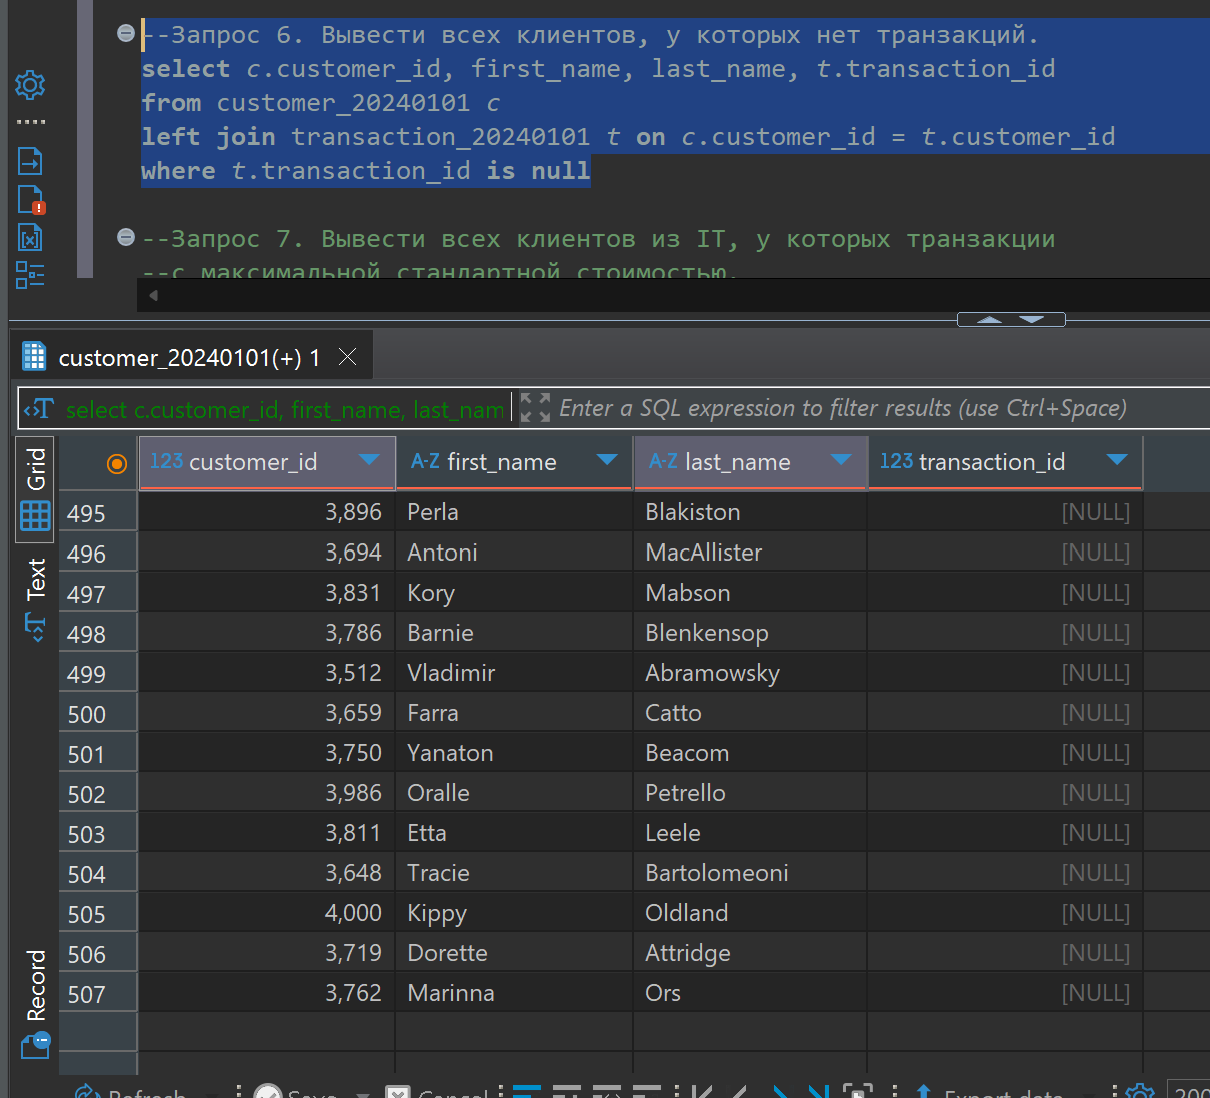 --Запрос 6. Вывести всех клиентов, у которых нет транзакций.
select c.customer_id, first_name, last_name, t.transaction_id
from customer_20240101 c
left join transaction_20240101 t on c.customer_id = t.customer_id
where t.transaction_id is null
--Запрос 7. Вывести всех клиентов из IT, у которых транзакции
--с максимальной стандартной стоимостью.
customer_20240101(+) 1
select c.customer_id, first_name, last_nam
Enter a SQL expression to filter results (use Ctrl+Space)
Grid
Text
Record
123 customer_id A-Z first_name A-Z last_name 123 transaction_id
495 3,896 Perla Blakiston [NULL]
496 3,694 Antoni MacAllister [NULL]
497 3,831 Kory Mabson [NULL]
498 3,786 Barnie Blenkensop [NULL]
499 3,512 Vladimir Abramowsky [NULL]
500 3,659 Farra Catto [NULL]
501 3,750 Yanaton Beacom [NULL]
502 3,986 Oralle Petrello [NULL]
503 3,811 Etta Leele [NULL]
504 3,648 Tracie Bartolomeoni [NULL]
505 4,000 Kippy Oldland [NULL]
506 3,719 Dorette Attridge [NULL]
507 3,762 Marinna Ors [NULL]
Refresh Save Cancel Export data 200